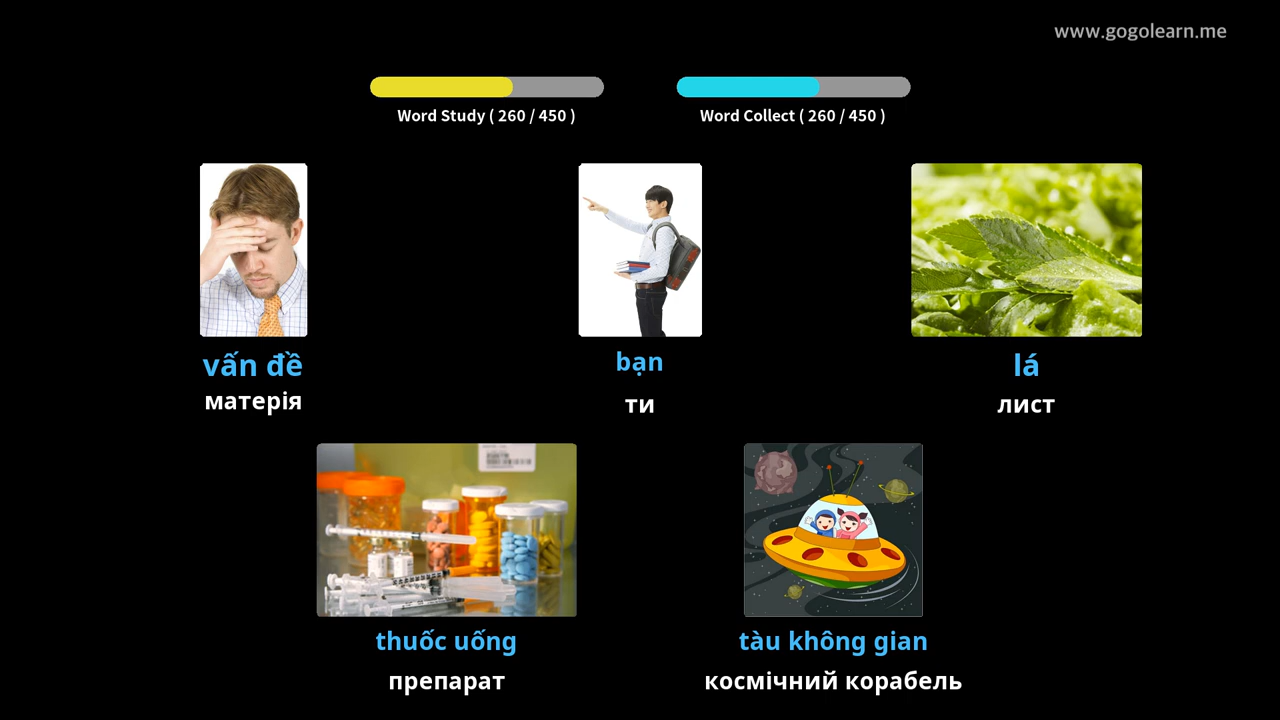 www.gogolearn.me
Word Study ( 260 / 450 )
Word Collect ( 260 / 450 )
vấn đề
матерія
bạn
ти
lá
лист
thuốc uống
препарат
tàu không gian
космічний корабель